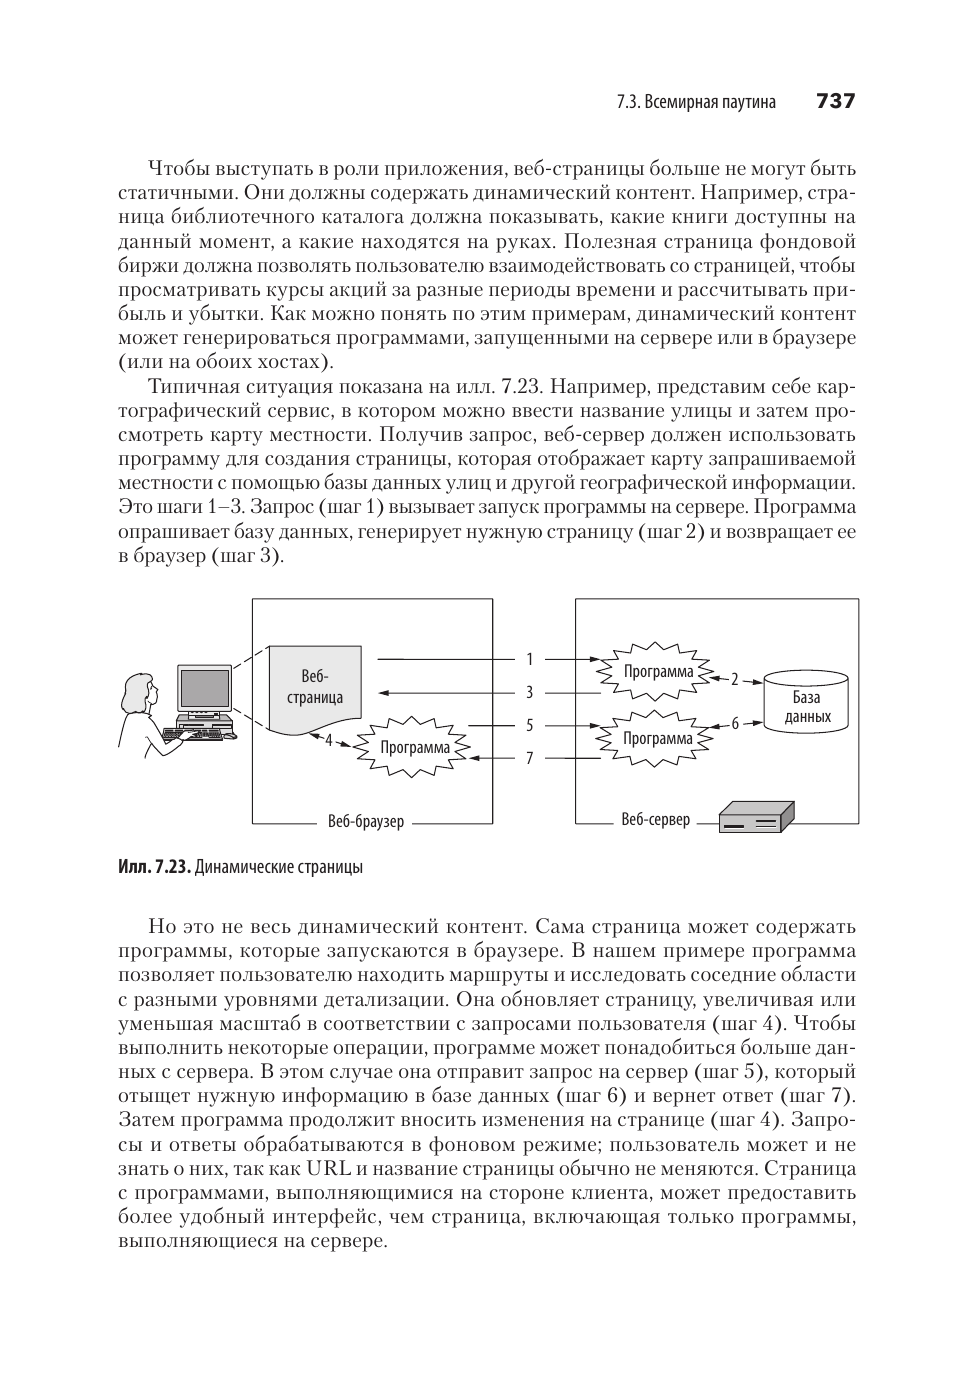 7.3. Всемирная паутина 737
Чтобы выступать в роли приложения, веб-страницы больше не могут быть
статичными. Они должны содержать динамический контент. Например, стра-
ница библиотечного каталога должна показывать, какие книги доступны на
данный момент, а какие находятся на руках. Полезная страница фондовой
биржи должна позволять пользователю взаимодействовать со страницей, чтобы
просматривать курсы акций за разные периоды времени и рассчитывать при-
быль и убытки. Как можно понять по этим примерам, динамический контент
может генерироваться программами, запущенными на сервере или в браузере
(или на обоих хостах).
Типичная ситуация показана на илл. 7.23. Например, представим себе кар-
тографический сервис, в котором можно ввести название улицы и затем про-
смотреть карту местности. Получив запрос, веб-сервер должен использовать
программу для создания страницы, которая отображает карту запрашиваемой
местности с помощью базы данных улиц и другой географической информации.
Это шаги 1–3. Запрос (шаг 1) вызывает запуск программы на сервере. Программа
опрашивает базу данных, генерирует нужную страницу (шаг 2) и возвращает ее
в браузер (шаг 3).
Веб-
страница
4
Программа
Веб-браузер
1
3
5
7
Программа
2
Программа
6
База
данных
Веб-сервер
Илл. 7.23. Динамические страницы
Но это не весь динамический контент. Сама страница может содержать
программы, которые запускаются в браузере. В нашем примере программа
позволяет пользователю находить маршруты и исследовать соседние области
с разными уровнями детализации. Она обновляет страницу, увеличивая или
уменьшая масштаб в соответствии с запросами пользователя (шаг 4). Чтобы
выполнить некоторые операции, программе может понадобиться больше дан-
ных с сервера. В этом случае она отправит запрос на сервер (шаг 5), который
отыщет нужную информацию в базе данных (шаг 6) и вернет ответ (шаг 7).
Затем программа продолжит вносить изменения на странице (шаг 4). Запро-
сы и ответы обрабатываются в фоновом режиме; пользователь может и не
знать о них, так как URL и название страницы обычно не меняются. Страница
с программами, выполняющимися на стороне клиента, может предоставить
более удобный интерфейс, чем страница, включающая только программы,
выполняющиеся на сервере.